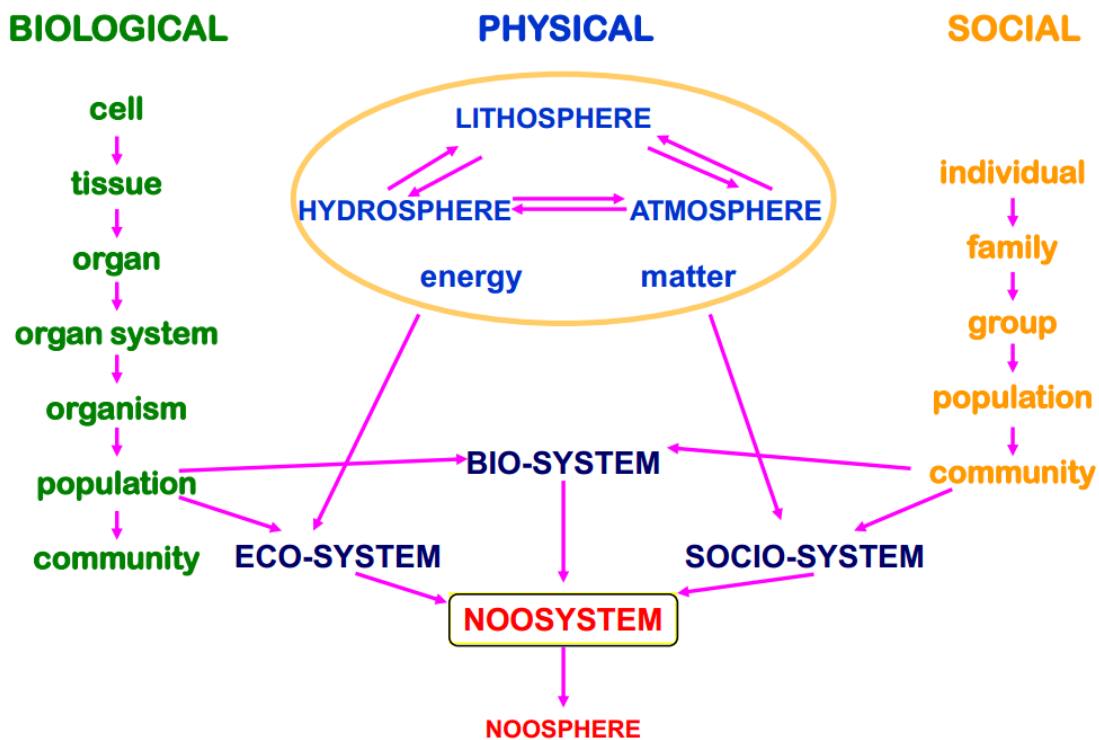 BIOLOGICAL
PHYSICAL
SOCIAL
cell
tissue
organ
organ system
organism
population
community
LITHOSPHERE
HYDROSPHERE
ATMOSPHERE
energy
matter
individual
family
group
population
community
BIO-SYSTEM
ECO-SYSTEM
SOCIO-SYSTEM
NOOSYSTEM
NOOSPHERE